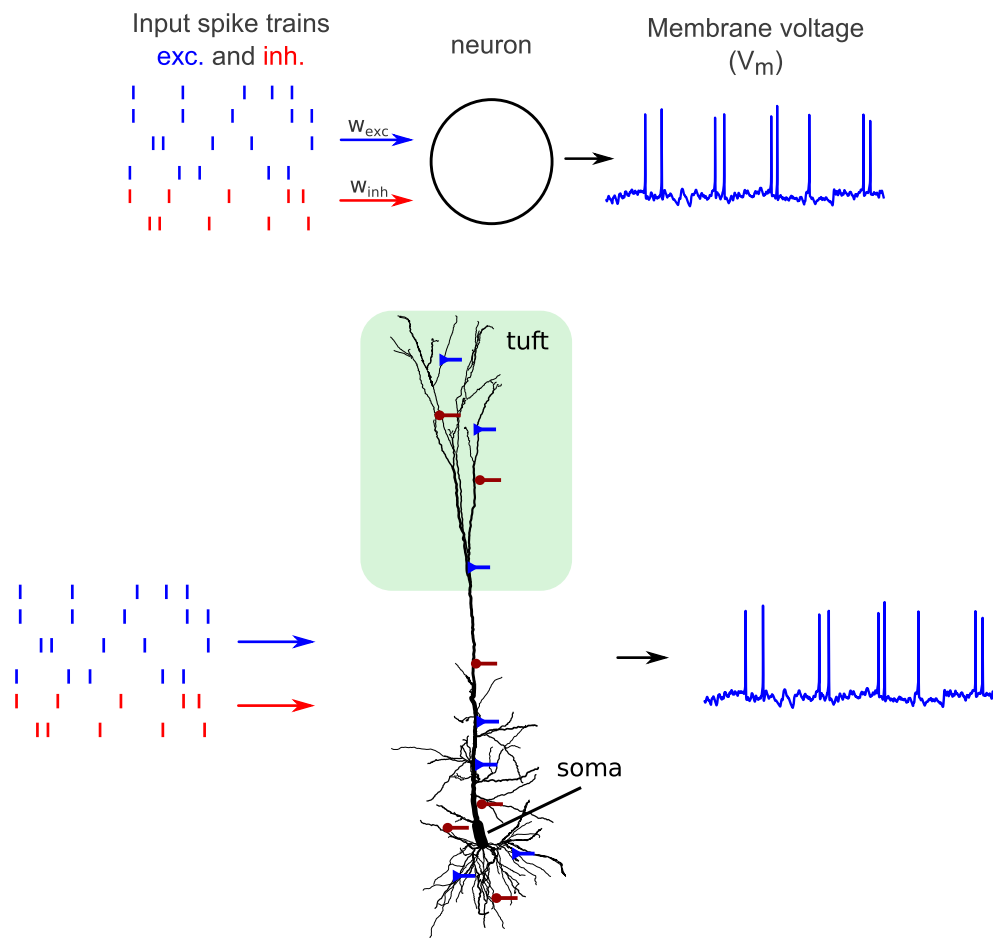 Input spike trains
exc. and inh.
neuron
Membrane voltage
(Vm)
wexc
winh
tuft
soma